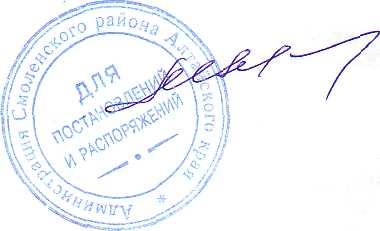 Администрация Смоленского района Алтайского края *
ДЛЯ
ПОСТАНОВЛЕНИЙ
И РАСПОРЯЖЕНИЙ